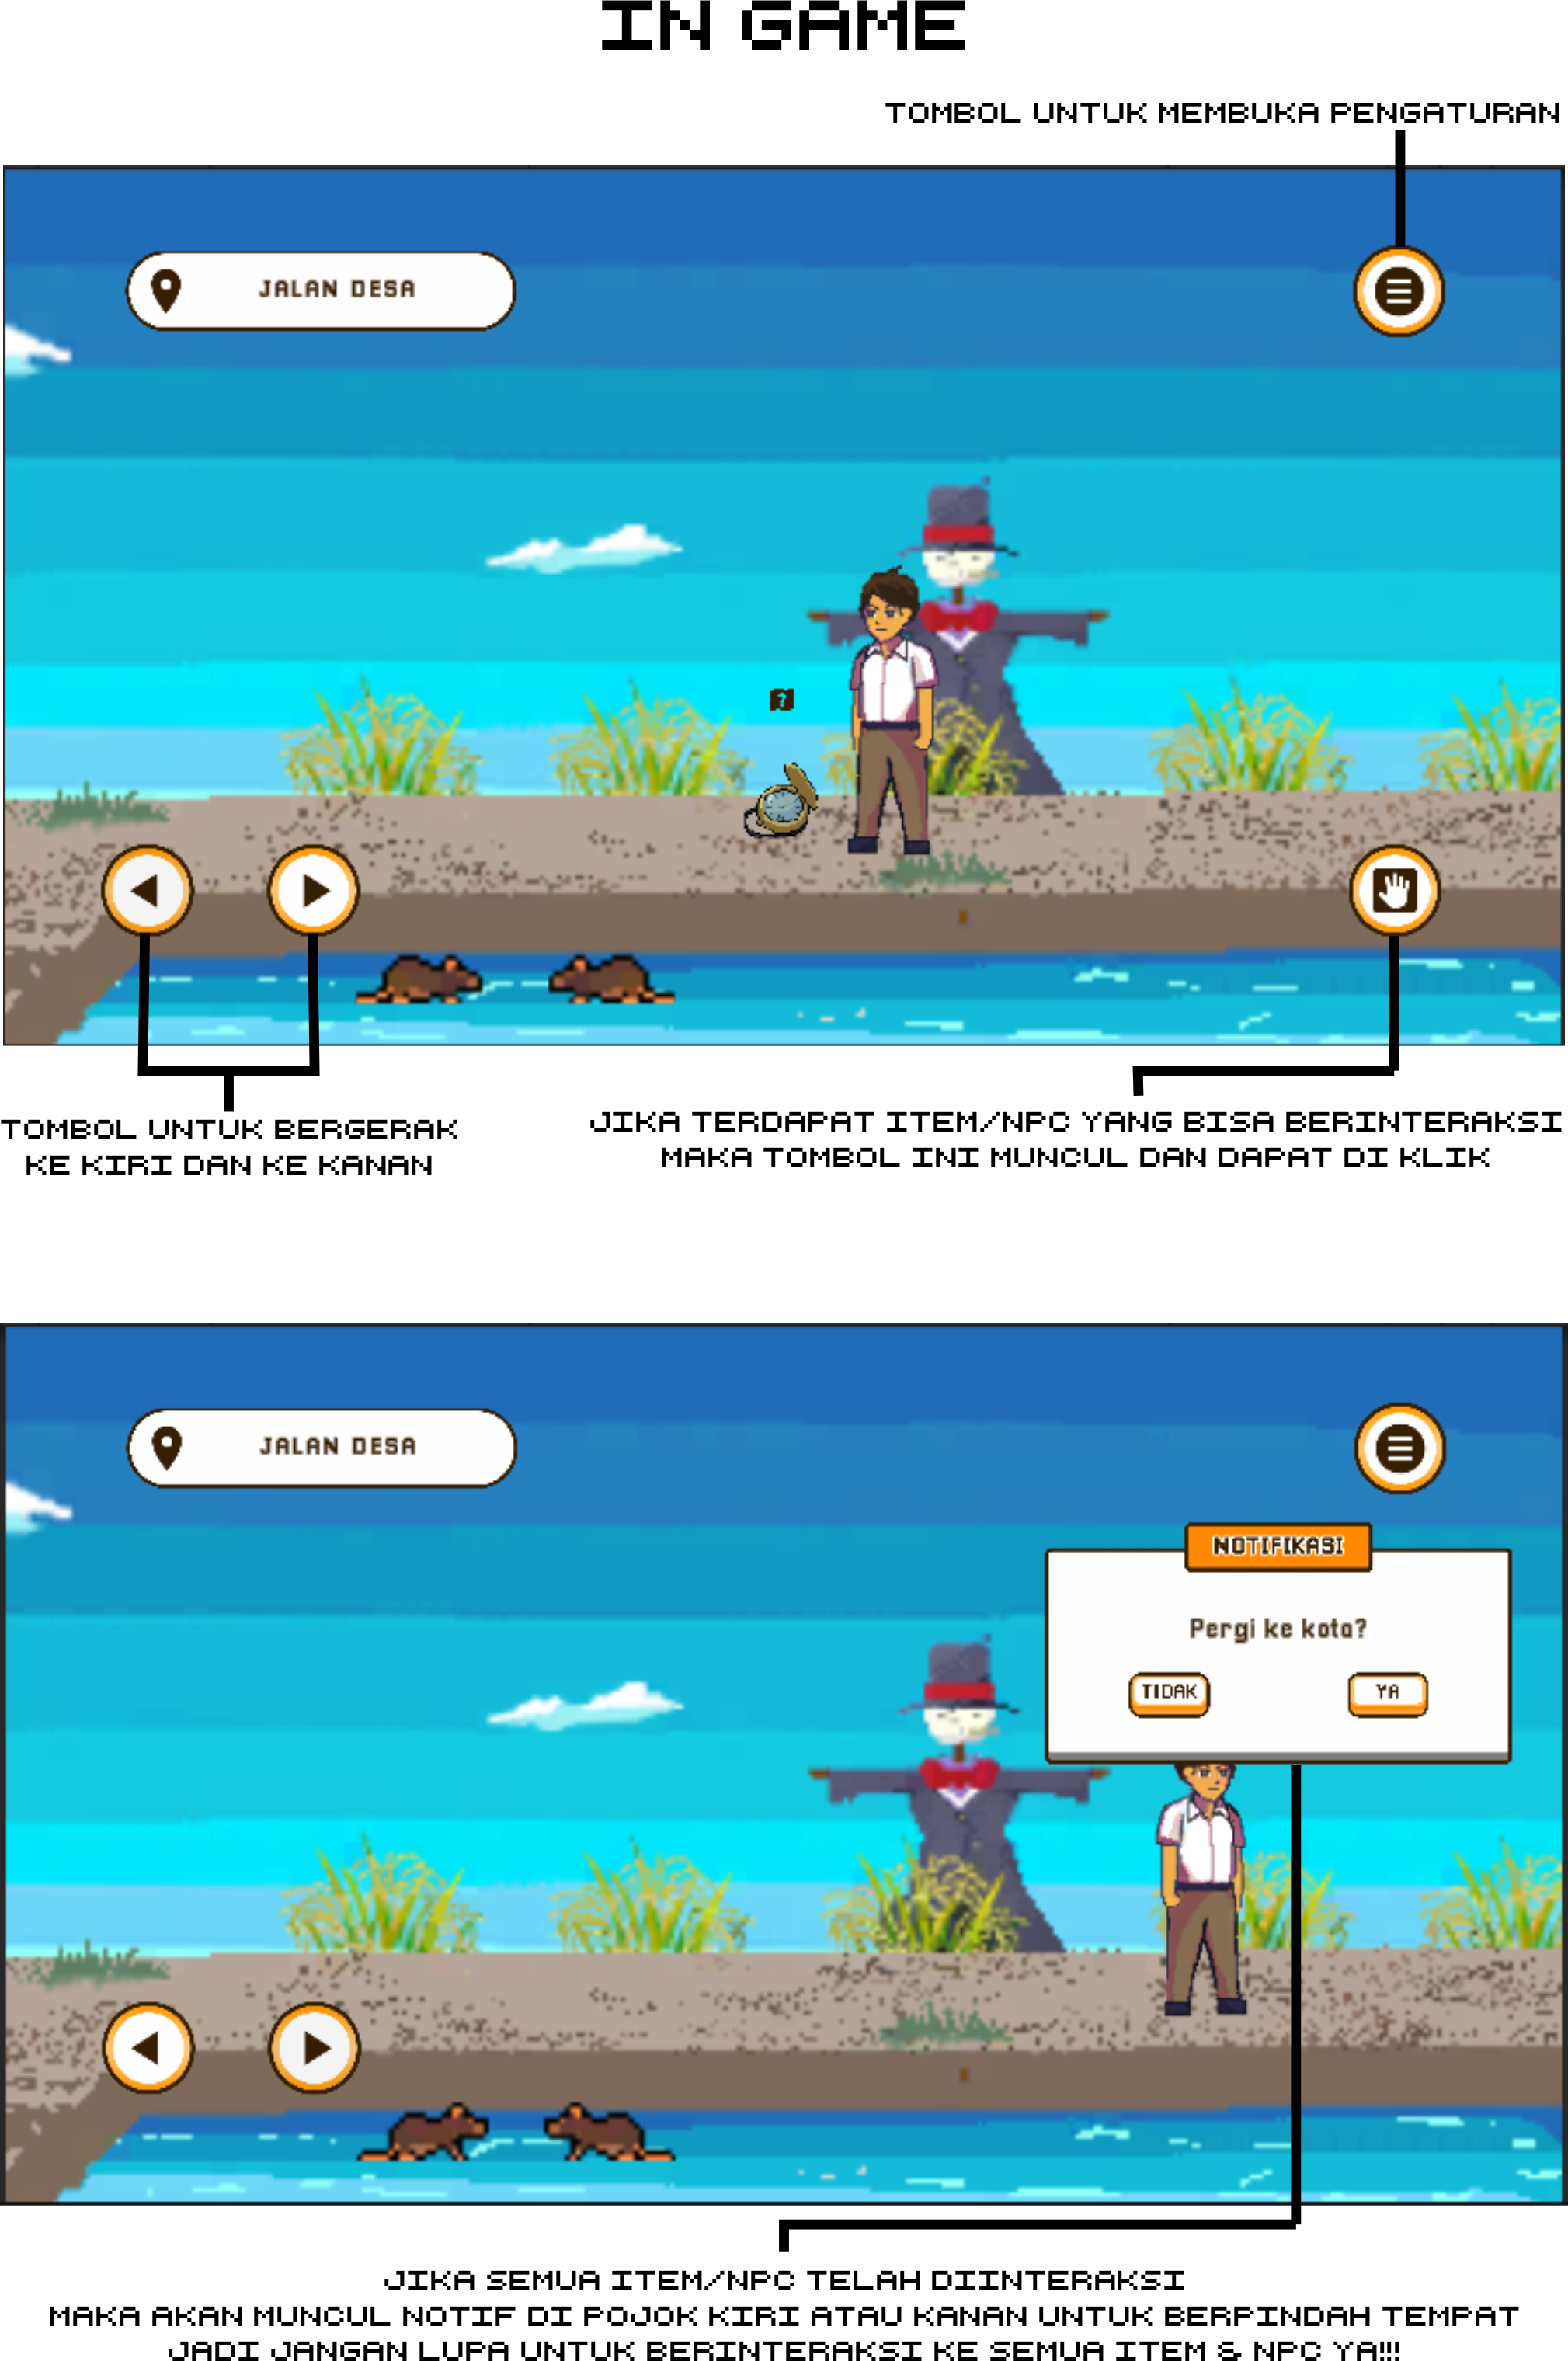 IN GAME
TOMBOL UNTUK MEMBUKA PENGATURAN
JALAN DESA
?
TOMBOL UNTUK BERGERAK
KE KIRI DAN KE KANAN
JIKA TERDAPAT ITEM/NPC YANG BISA BERINTERAKSI
MAKA TOMBOL INI MUNCUL DAN DAPAT DI KLIK
JALAN DESA
NOTIFIKASI
Pergi ke kota?
TIDAK
YA
JIKA SEMUA ITEM/NPC TELAH DIINTERAKSI
MAKA AKAN MUNCUL NOTIF DI POJOK KIRI ATAU KANAN UNTUK BERPINDAH TEMPAT
JADI JANGAN LUPA UNTUK BERINTERAKSI KE SEMUA ITEM & NPC YA!!!